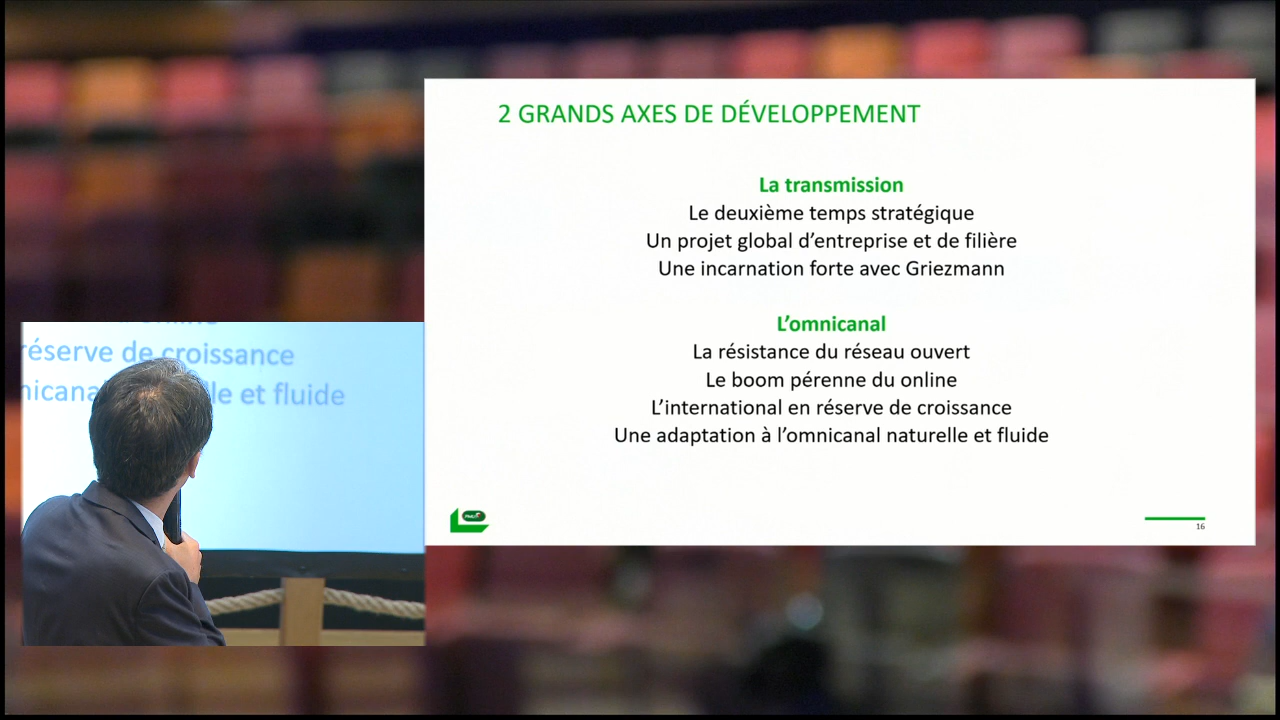 2 GRANDS AXES DE DÉVELOPPEMENT
La transmission
Le deuxième temps stratégique
Un projet global d’entreprise et de filière
Une incarnation forte avec Griezmann
L’omnicanal
La résistance du réseau ouvert
Le boom pérenne du online
L’international en réserve de croissance
Une adaptation à l’omnicanal naturelle et fluide
16
réserve de croissance
et fluide